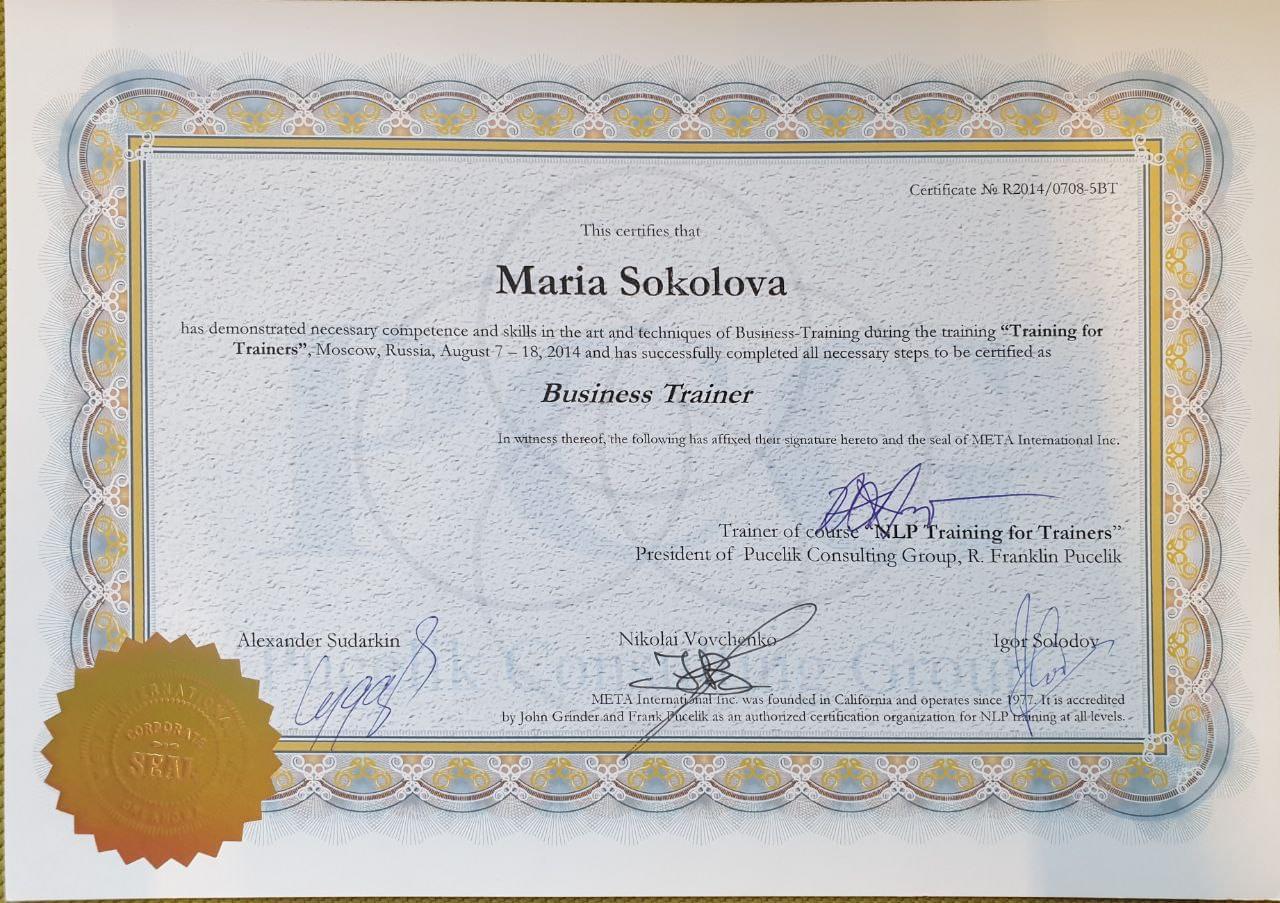 Certificate № R2014/0708-5BT
This certifies that
Maria Sokolova
has demonstrated necessary competence and skills in the art and techniques of Business-Training during the training “Training for
Trainers”, Moscow, Russia, August 7 – 18, 2014 and has successfully completed all necessary steps to be certified as
Business Trainer
In witness thereof, the following has affixed their signature hereto and the seal of META International Inc.
Trainer of course “NLP Training for Trainers”
President of Pucelik Consulting Group, R. Franklin Pucelik
Alexander Sudarkin Nikolai Vovchenko Igor Solodov
Pucelik Consulting Group
META International Inc. was founded in California and operates since 1977. It is accredited
by John Grinder and Frank Pucelik as an authorized certification organization for NLP training at all levels.
CORPORATE
SEAL